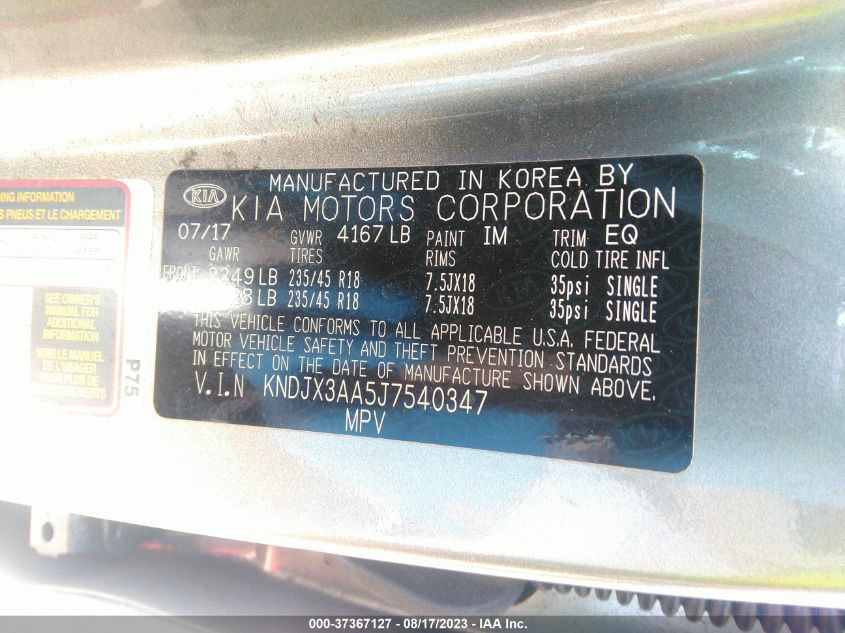 NG INFORMATION
S PNEUS ET LE CHARGEMENT
SEE OWNER'S
MANUAL FOR
ADDITIONAL
INFORMATION
VOIR LE MANUEL
DE L'USAGER
POUR PLUS DE
P75
KIA
MANUFACTURED IN KOREA BY
KIA MOTORS CORPORATION
07/17 GVWR 4167 LB PAINT IM TRIM EQ
GAWR TIRES RIMS COLD TIRE INFL
FRONT 2249 LB 235/45 R18 7.5JX18 35psi SINGLE
LB 235/45 R18 7.5JX18 35psi SINGLE
THIS VEHICLE CONFORMS TO ALL APPLICABLE U.S.A. FEDERAL
MOTOR VEHICLE SAFETY AND THEFT PREVENTION STANDARDS
IN EFFECT ON THE DATE OF MANUFACTURE SHOWN ABOVE.
V.I.N KNDJX3AA5J7540347
MPV
000-37367127 - 08/17/2023 - IAA Inc.